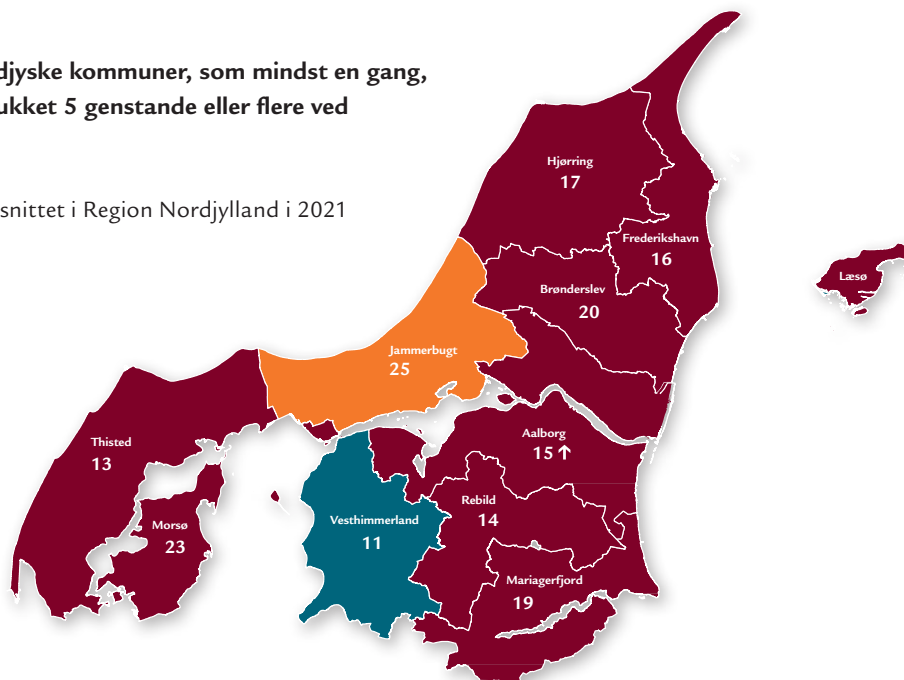 djyske kommuner, som mindst en gang,
ukket 5 genstande eller flere ved
snittet i Region Nordjylland i 2021
Hjørring
17
Frederikshavn
16
Læsø
Brønderslev
20
Jammerbugt
25
Aalborg
15 ↑
Thisted
13
Rebild
14
Vesthimmerland
11
Morsø
23
Mariagerfjord
19